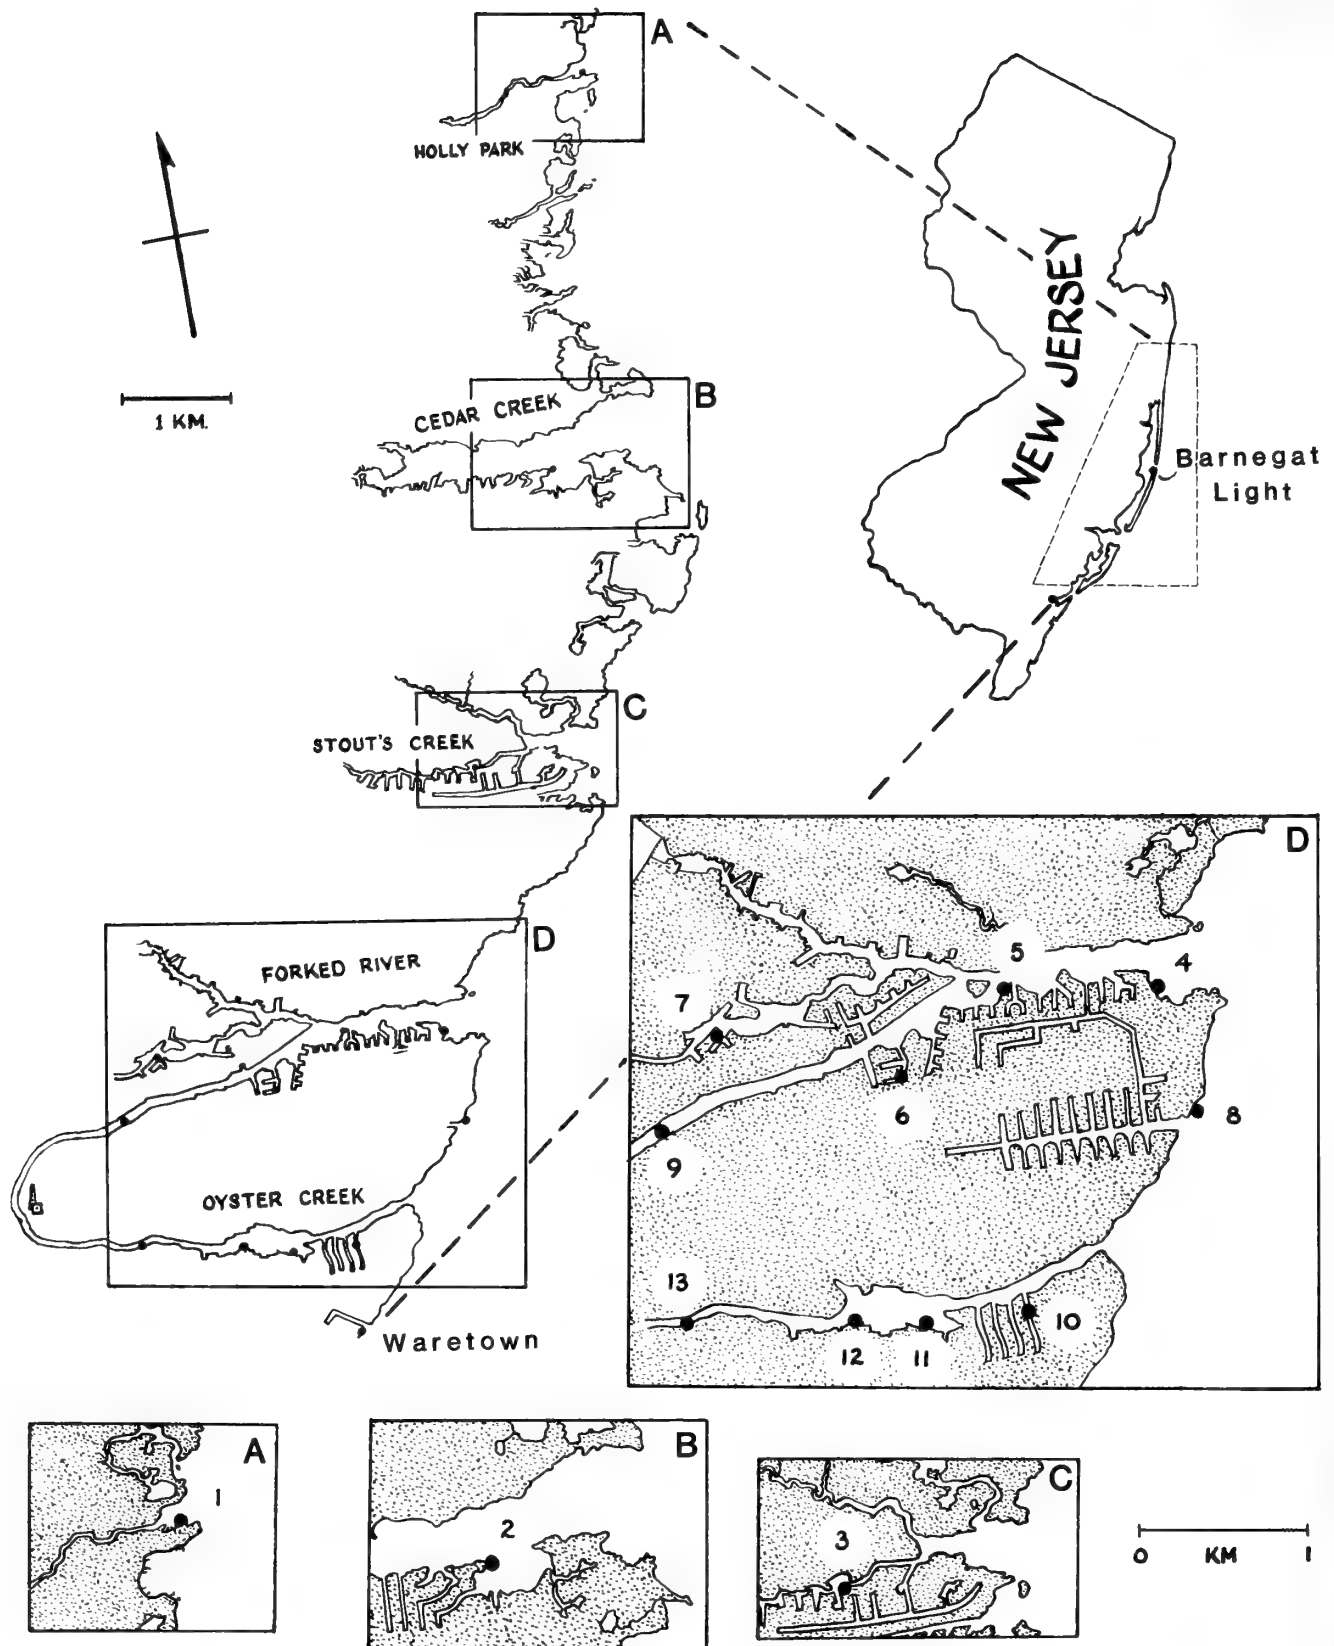 A
HOLLY PARK
1 KM.
B
CEDAR CREEK
NEW JERSEY
Barnegat
Light
C
STOUT'S CREEK
D
FORKED RIVER
OYSTER CREEK
Waretown
D
5
4
7
6
8
9
13
12
11
10
A
1
B
2
C
3
0 KM 1